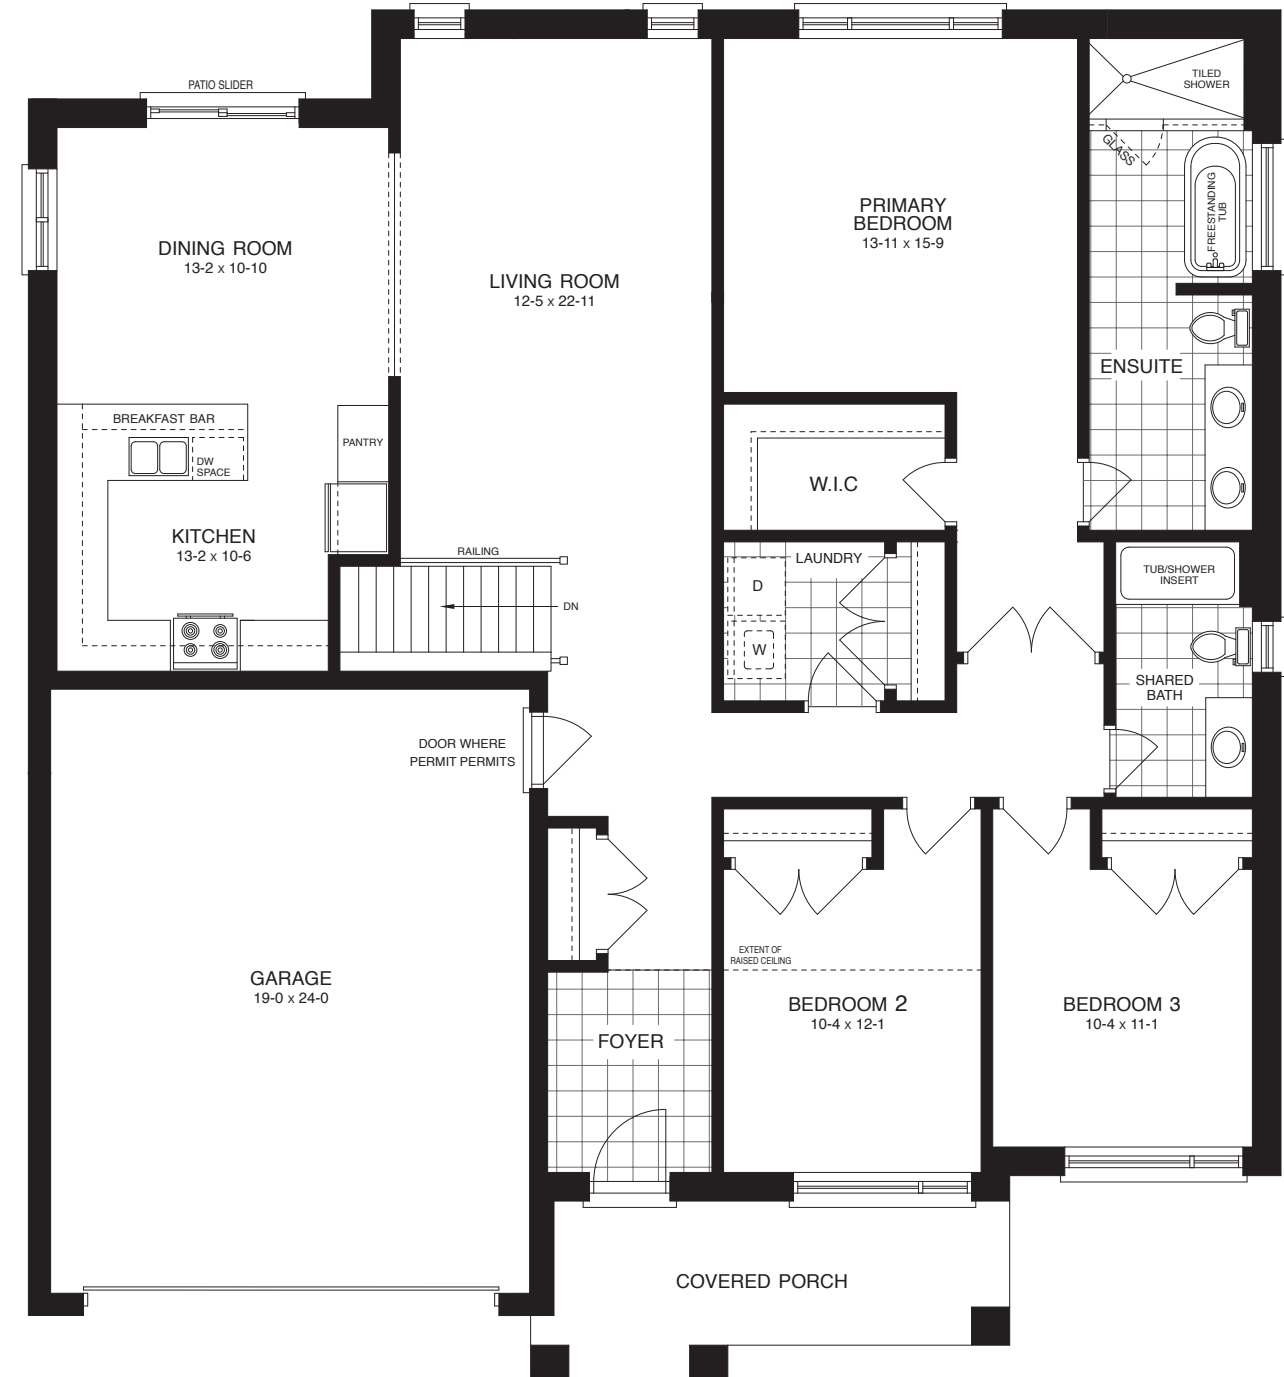 PATIO SLIDER
TILED
SHOWER
GLASS
FREESTANDING
TUB
PRIMARY
BEDROOM
13-11 x 15-9
DINING ROOM
13-2 x 10-10
LIVING ROOM
12-5 x 22-11
ENSUITE
BREAKFAST BAR
DW
SPACE
PANTRY
W.I.C
KITCHEN
13-2 x 10-6
RAILING
DN
LAUNDRY
D
W
TUB/SHOWER
INSERT
SHARED
BATH
DOOR WHERE
PERMIT PERMITS
EXTENT OF
RAISED CEILING
GARAGE
19-0 x 24-0
FOYER
BEDROOM 2
10-4 x 12-1
BEDROOM 3
10-4 x 11-1
COVERED PORCH